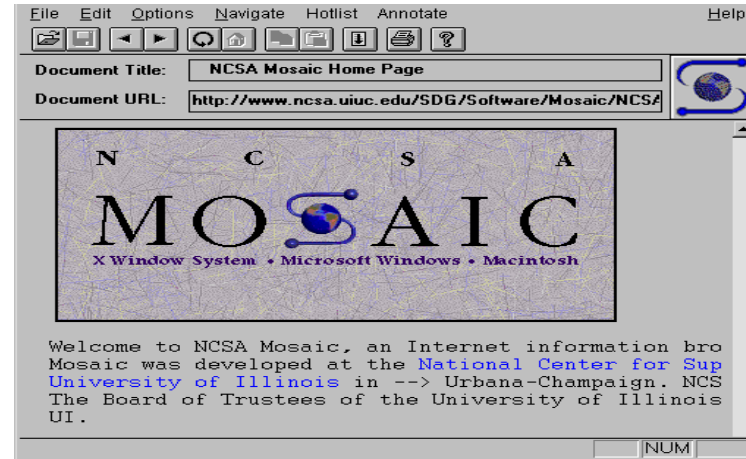 File Edit Options Navigate Hotlist Annotate Help
Document Title: NCSA Mosaic Home Page
Document URL: http://www.ncsa.uiuc.edu/SDG/Software/Mosaic/NCSA
N C S A
MOSAIC
X Window System • Microsoft Windows • Macintosh
Welcome to NCSA Mosaic, an Internet information bro
Mosaic was developed at the National Center for Sup
University of Illinois in --> Urbana-Champaign. NCS
The Board of Trustees of the University of Illinois
UI.
NUM